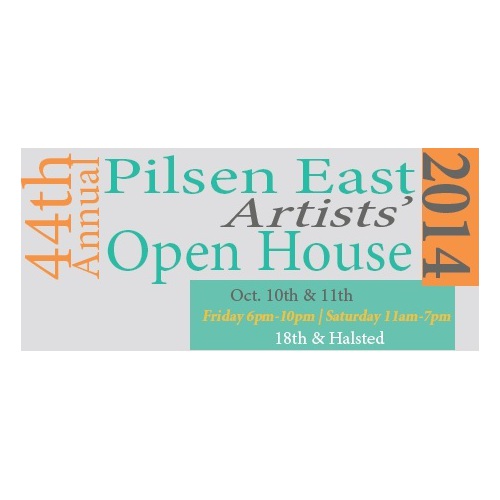 44th
Annual
Pilsen East
Artists'
Open House
2014
Oct. 10th & 11th
Friday 6pm-10pm | Saturday 11am-7pm
18th & Halsted